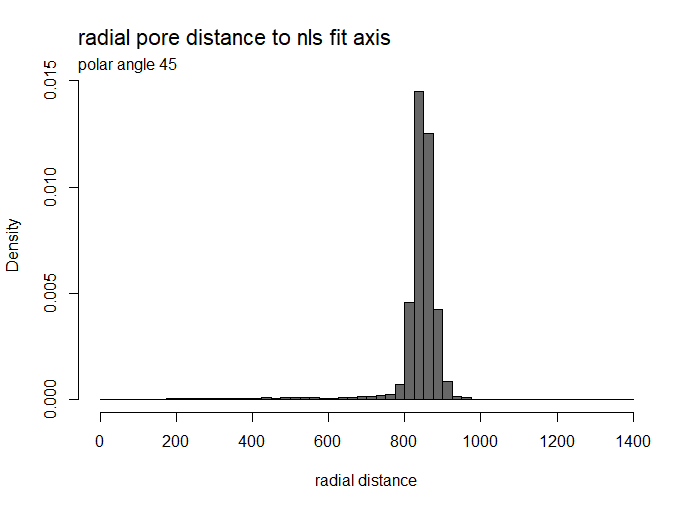 radial pore distance to nls fit axis
polar angle 45
0.015
0.010
0.005
0.000
Density
0 200 400 600 800 1000 1200 1400
radial distance